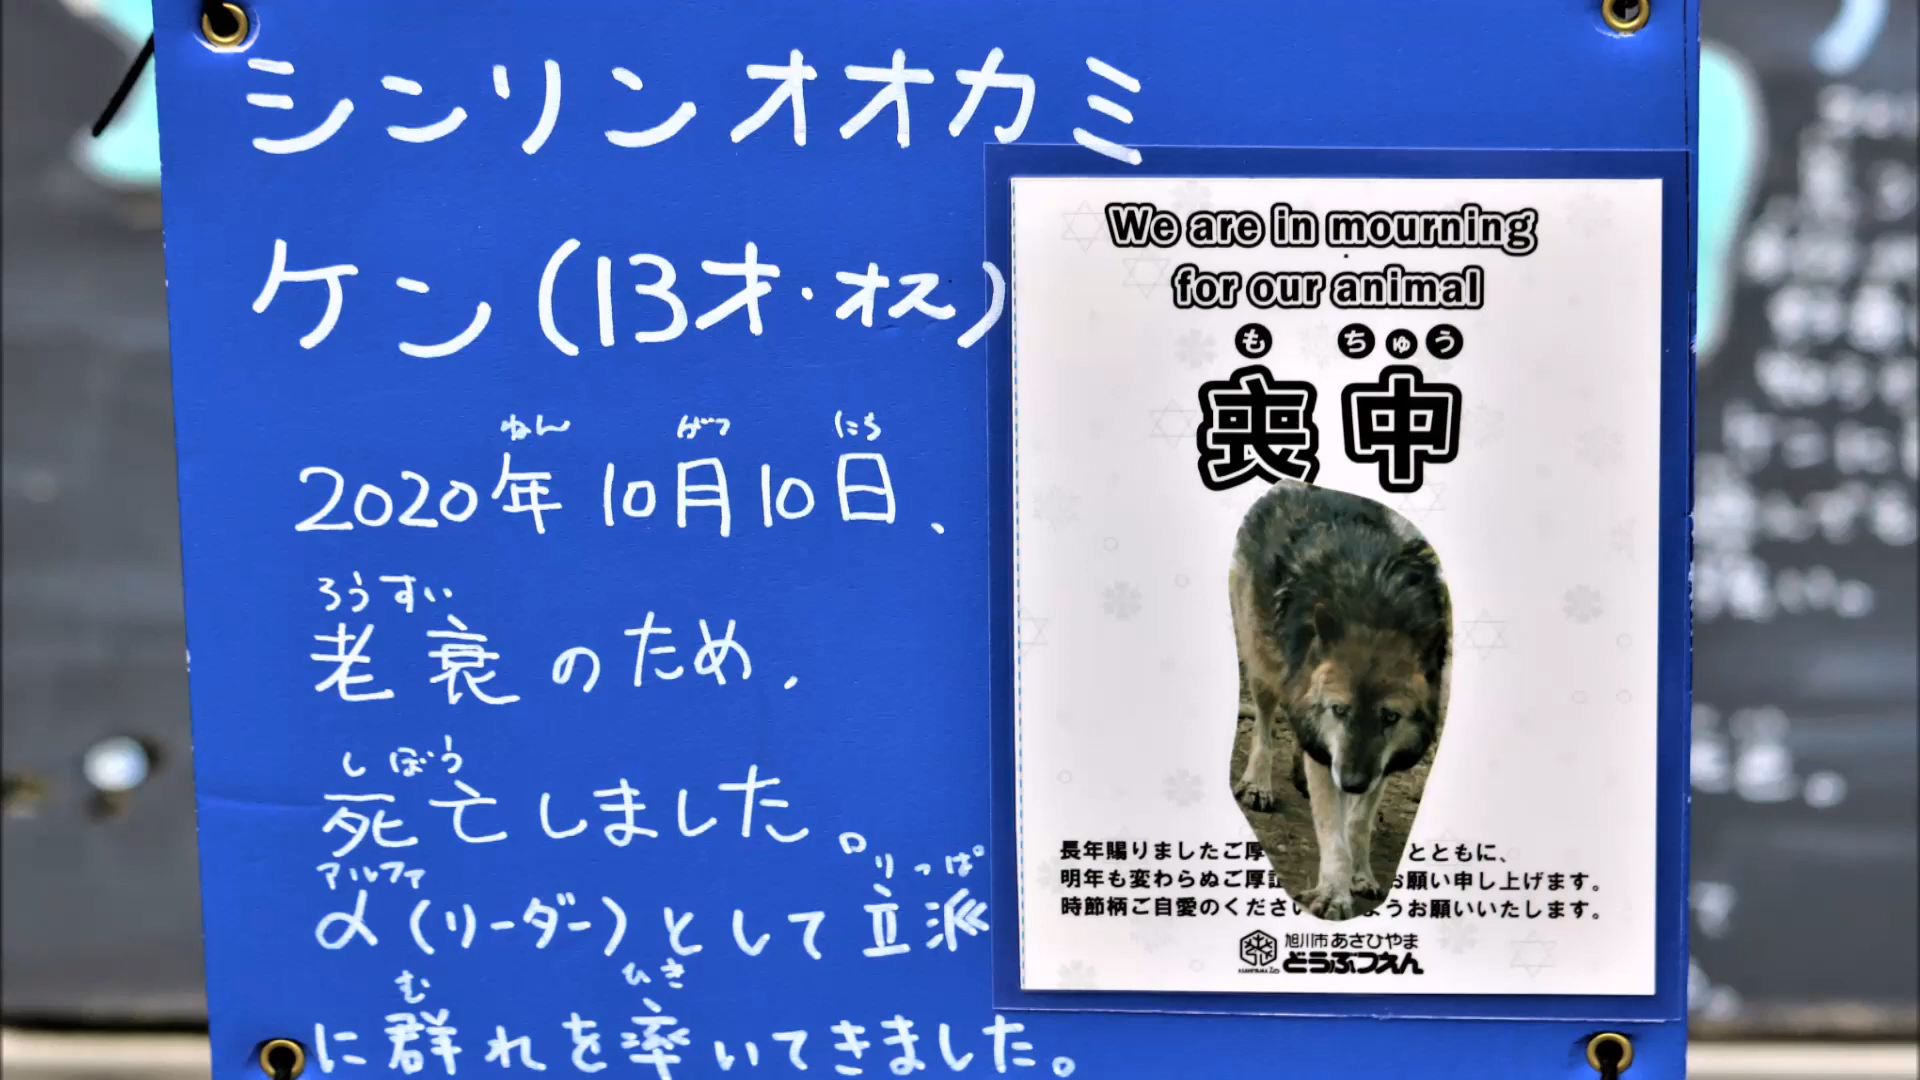 シンリンオオカミ
ケン(13才・オス)
ねん がつ にち
2020年10月10日、
ろうすい
老衰のため、
しぼう
死亡しました。
アルファ りっぱ
α(リーダー)として立派
む ひき
に群れを率いてきました。
We are in mourning
for our animal
も ちゅう
喪中
長年賜りましたご厚 とともに、
明年も変わらぬご厚 お願い申し上げます。
時節柄ご自愛のください ようお願いいたします。
旭川市あさひやま
どうぶつえん